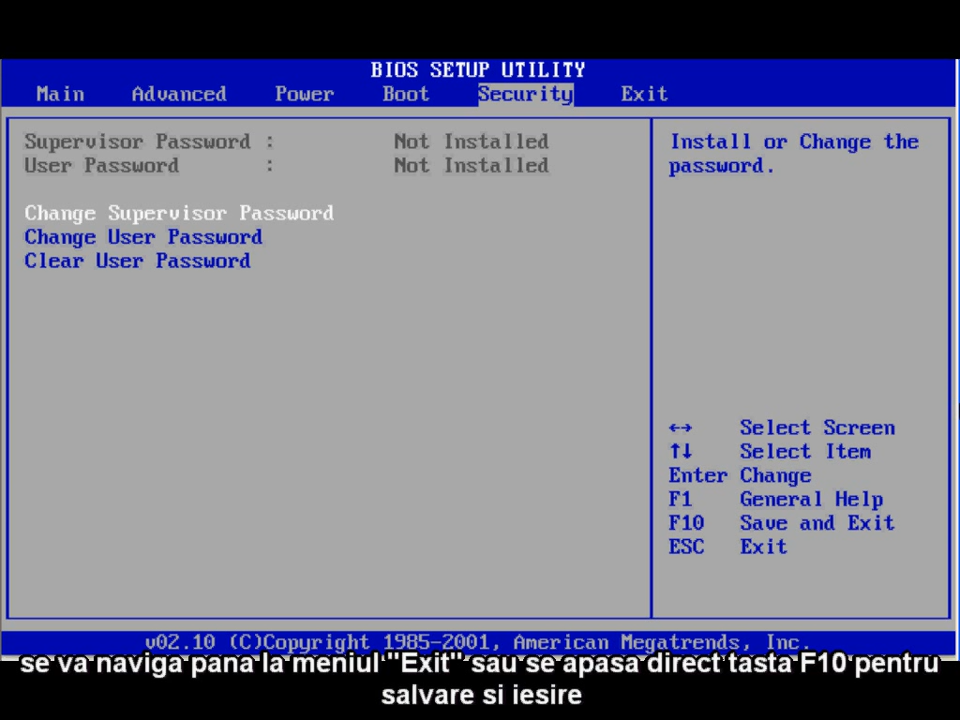 BIOS SETUP UTILITY
Main Advanced Power Boot Security Exit
Supervisor Password : Not Installed
User Password : Not Installed
Change Supervisor Password
Change User Password
Clear User Password
Install or Change the
password.
←→ Select Screen
↑↓ Select Item
Enter Change
F1 General Help
F10 Save and Exit
ESC Exit
v02.10 (C)Copyright 1985-2001, American Megatrends, Inc.
se va naviga pana la meniul "Exit" sau se apasa direct tasta F10 pentru
salvare si iesire